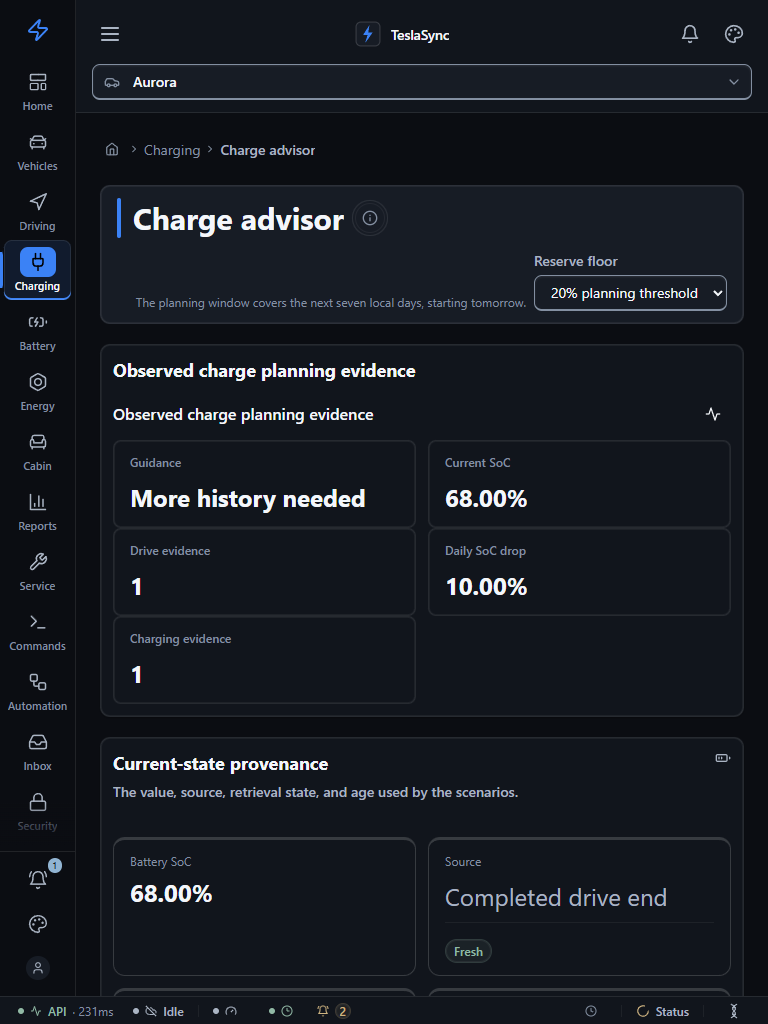 TeslaSync
Aurora
Home
Vehicles
Driving
Charging
Battery
Energy
Cabin
Reports
Service
Commands
Automation
Inbox
Security
1
Charging
Charge advisor
Charge advisor
Reserve floor
The planning window covers the next seven local days, starting tomorrow.
20% planning threshold
Observed charge planning evidence
Observed charge planning evidence
Guidance
More history needed
Current SoC
68.00%
Drive evidence
1
Daily SoC drop
10.00%
Charging evidence
1
Current-state provenance
The value, source, retrieval state, and age used by the scenarios.
Battery SoC
68.00%
Source
Completed drive end
Fresh
API · 231ms
Idle
2
Status